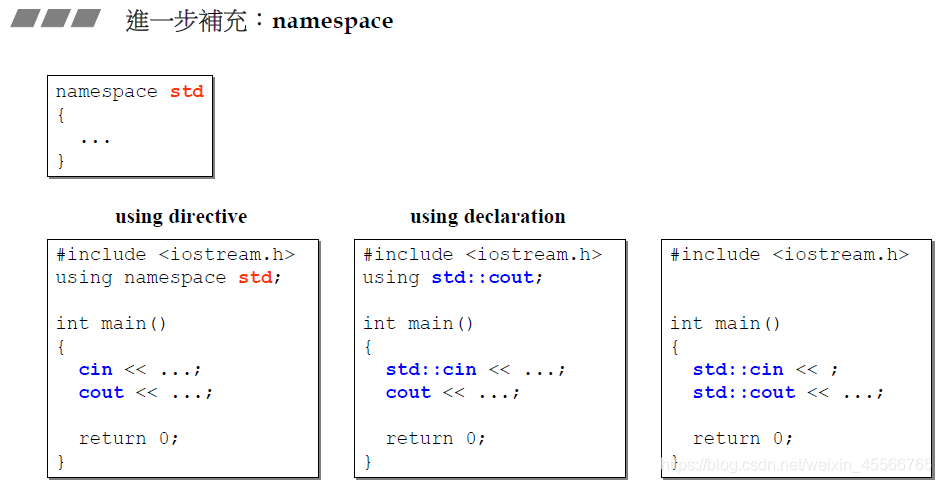 進一步補充：namespace
namespace std
{
...
}
using directive
#include <iostream.h>
using namespace std;
int main()
{
cin << ...;
cout << ...;
return 0;
}
using declaration
#include <iostream.h>
using std::cout;
int main()
{
std::cin << ...;
cout << ...;
return 0;
}
#include <iostream.h>
int main()
{
std::cin << ;
std::cout << ...;
return 0;
}
https://blog.csdn.net/weixin_45566765